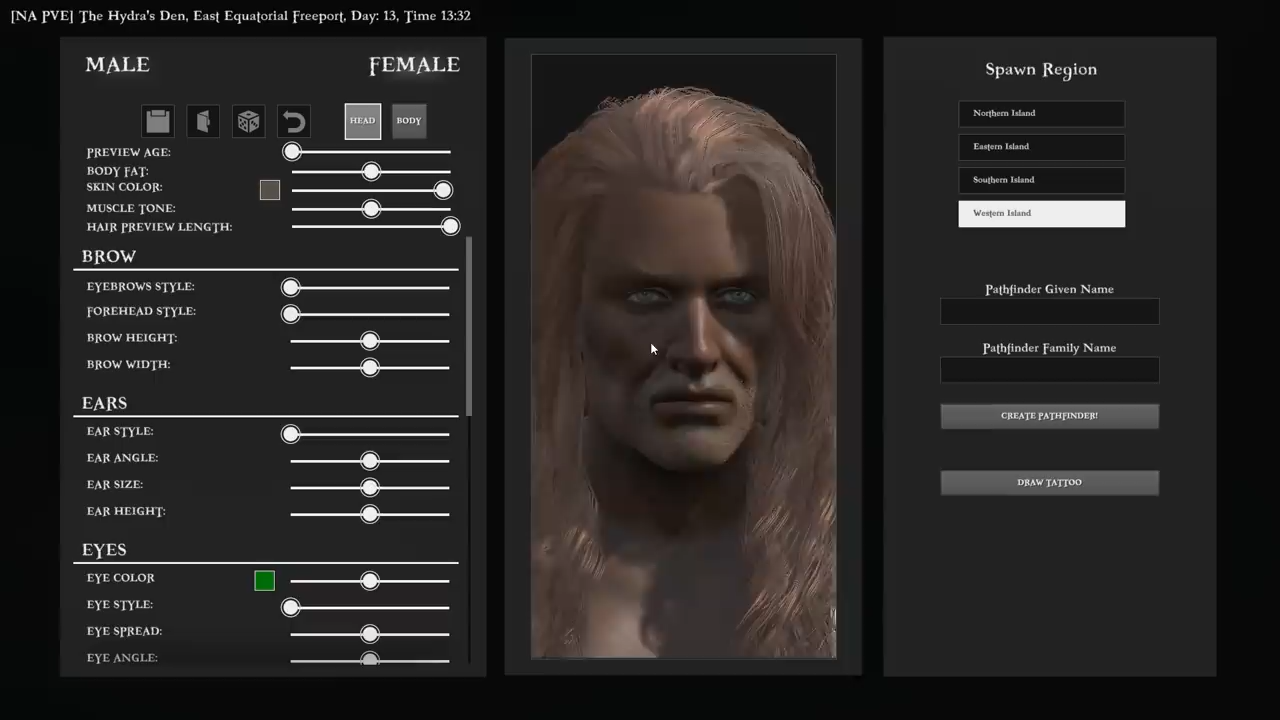 [NA PVE] The Hydra's Den, East Equatorial Freeport, Day: 13, Time 13:32
MALE
FEMALE
HEAD
BODY
PREVIEW AGE:
BODY FAT:
SKIN COLOR:
MUSCLE TONE:
HAIR PREVIEW LENGTH:
BROW
EYEBROWS STYLE:
FOREHEAD STYLE:
BROW HEIGHT:
BROW WIDTH:
EARS
EAR STYLE:
EAR ANGLE:
EAR SIZE:
EAR HEIGHT:
EYES
EYE COLOR
EYE STYLE:
EYE SPREAD:
EYE ANGLE:
Spawn Region
Northern Island
Eastern Island
Southern Island
Western Island
Pathfinder Given Name
Pathfinder Family Name
CREATE PATHFINDER!
DRAW TATTOO